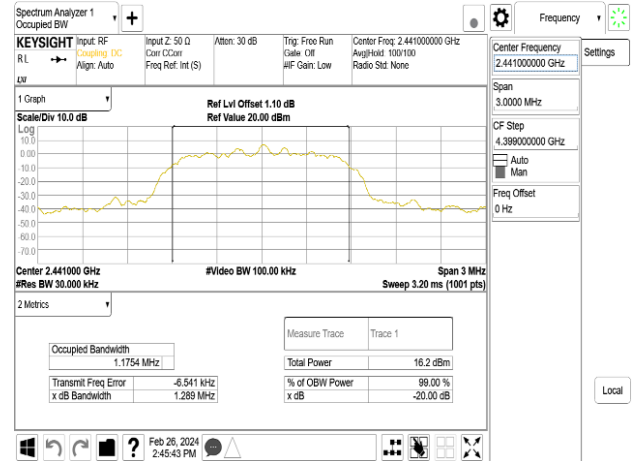 Spectrum Analyzer 1
Occupied BW
Frequency
KEYSIGHT
RL
Input: RF
Coupling: DC
Align: Auto
Input Z: 50 Ω
Corr CCorr
Freq Ref: Int (S)
Atten: 30 dB
Trig: Free Run
Gate: Off
#IF Gain: Low
Center Freq: 2.441000000 GHz
Avg|Hold: 100/100
Radio Std: None
Center Frequency
2.441000000 GHz
Settings
Span
3.0000 MHz
CF Step
4.399000000 GHz
Auto
Man
Freq Offset
0 Hz
1 Graph
Scale/Div 10.0 dB
Ref Lvl Offset 1.10 dB
Ref Value 20.00 dBm
Log
10.0
0.00
-10.0
-20.0
-30.0
-40.0
-50.0
-60.0
-70.0
Center 2.441000 GHz
#Res BW 30.000 kHz
#Video BW 100.00 kHz
Span 3 MHz
Sweep 3.20 ms (1001 pts)
2 Metrics
Measure Trace
Trace 1
Occupied Bandwidth
1.1754 MHz
Total Power
16.2 dBm
Transmit Freq Error
-6.541 kHz
% of OBW Power
99.00 %
x dB Bandwidth
1.289 MHz
x dB
-20.00 dB
Local
?
Feb 26, 2024
2:45:43 PM